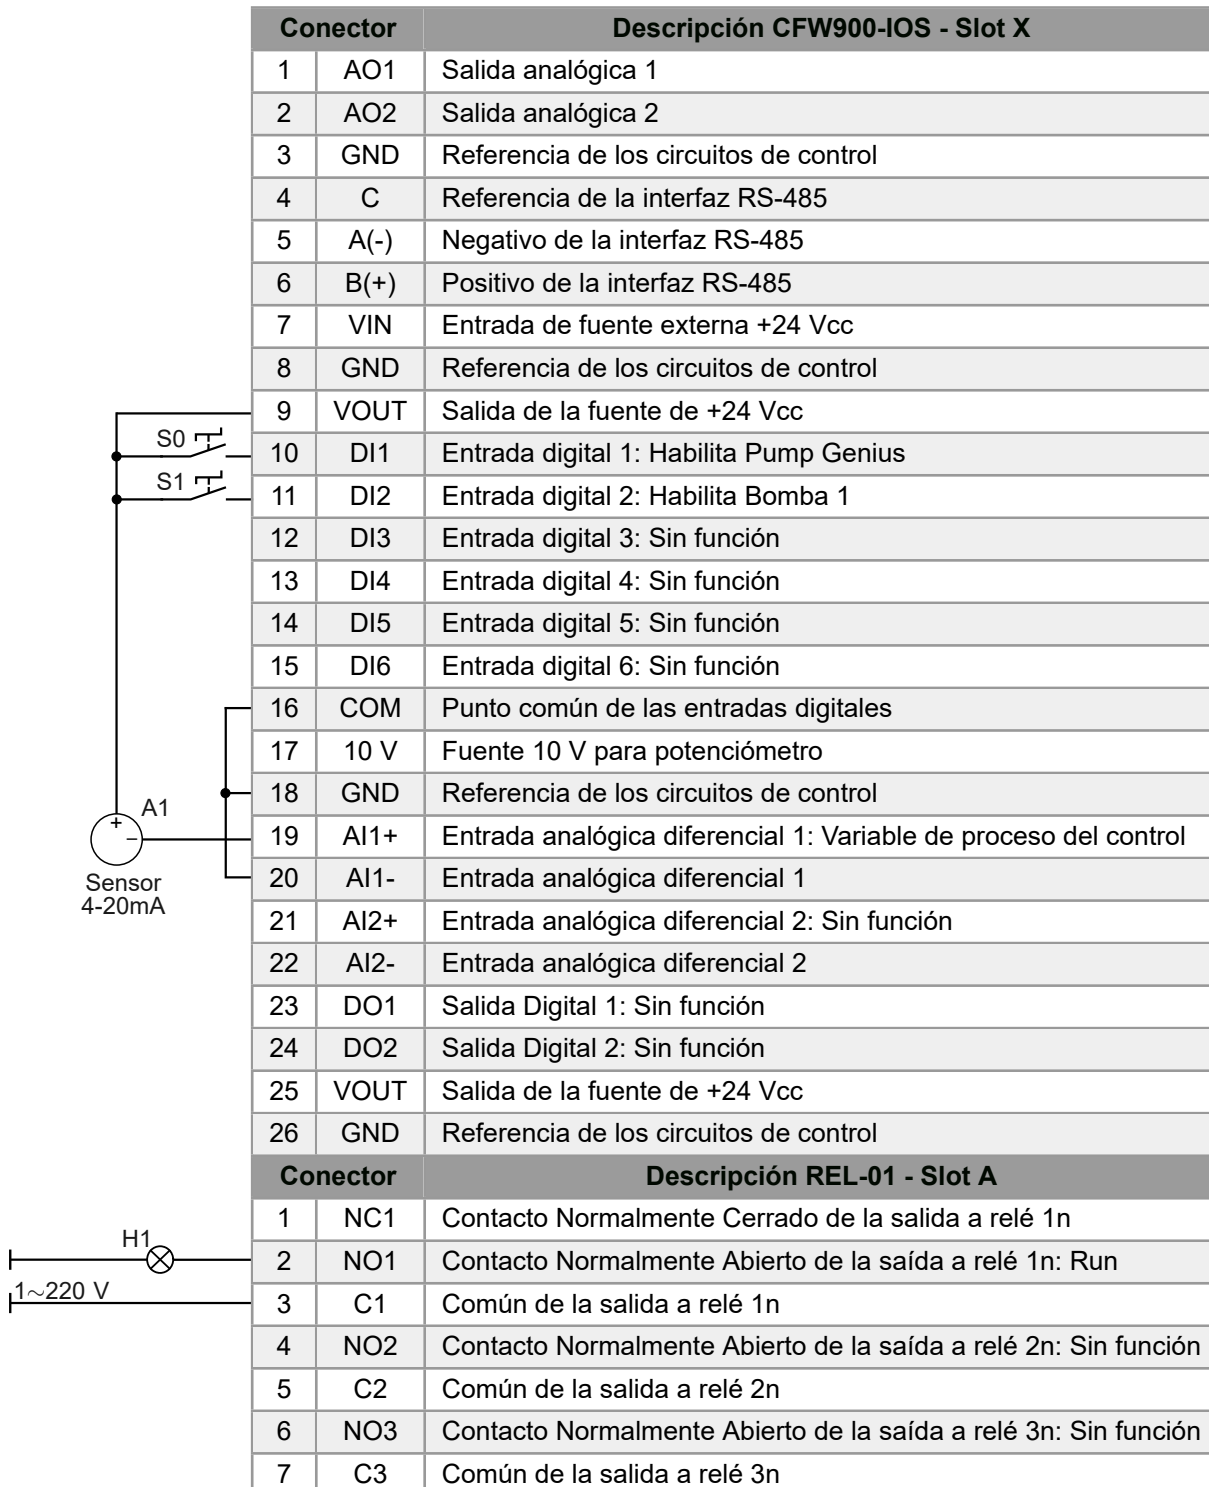 Conector Descripción CFW900-IOS - Slot X
1 AO1 Salida analógica 1
2 AO2 Salida analógica 2
3 GND Referencia de los circuitos de control
4 C Referencia de la interfaz RS-485
5 A(-) Negativo de la interfaz RS-485
6 B(+) Positivo de la interfaz RS-485
7 VIN Entrada de fuente externa +24 Vcc
8 GND Referencia de los circuitos de control
9 VOUT Salida de la fuente de +24 Vcc
S0 10 DI1 Entrada digital 1: Habilita Pump Genius
S1 11 DI2 Entrada digital 2: Habilita Bomba 1
12 DI3 Entrada digital 3: Sin función
13 DI4 Entrada digital 4: Sin función
14 DI5 Entrada digital 5: Sin función
15 DI6 Entrada digital 6: Sin función
16 COM Punto común de las entradas digitales
17 10 V Fuente 10 V para potenciómetro
18 GND Referencia de los circuitos de control
A1
+ − 19 AI1+ Entrada analógica diferencial 1: Variable de proceso del control
Sensor 20 AI1- Entrada analógica diferencial 1
4-20mA
21 AI2+ Entrada analógica diferencial 2: Sin función
22 AI2- Entrada analógica diferencial 2
23 DO1 Salida Digital 1: Sin función
24 DO2 Salida Digital 2: Sin función
25 VOUT Salida de la fuente de +24 Vcc
26 GND Referencia de los circuitos de control
Conector Descripción REL-01 - Slot A
1 NC1 Contacto Normalmente Cerrado de la salida a relé 1n
H1 2 NO1 Contacto Normalmente Abierto de la saída a relé 1n: Run
1~220 V 3 C1 Común de la salida a relé 1n
4 NO2 Contacto Normalmente Abierto de la saída a relé 2n: Sin función
5 C2 Común de la salida a relé 2n
6 NO3 Contacto Normalmente Abierto de la saída a relé 3n: Sin función
7 C3 Común de la salida a relé 3n